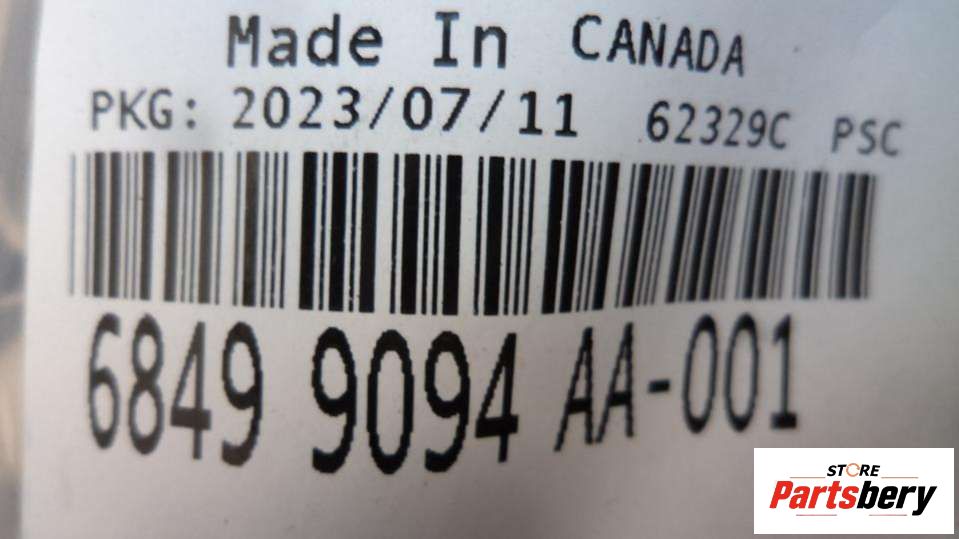 Made In CANADA
PKG: 2023/07/11 62329C PSC
6849 9094 AA-001
STORE
Partsbery